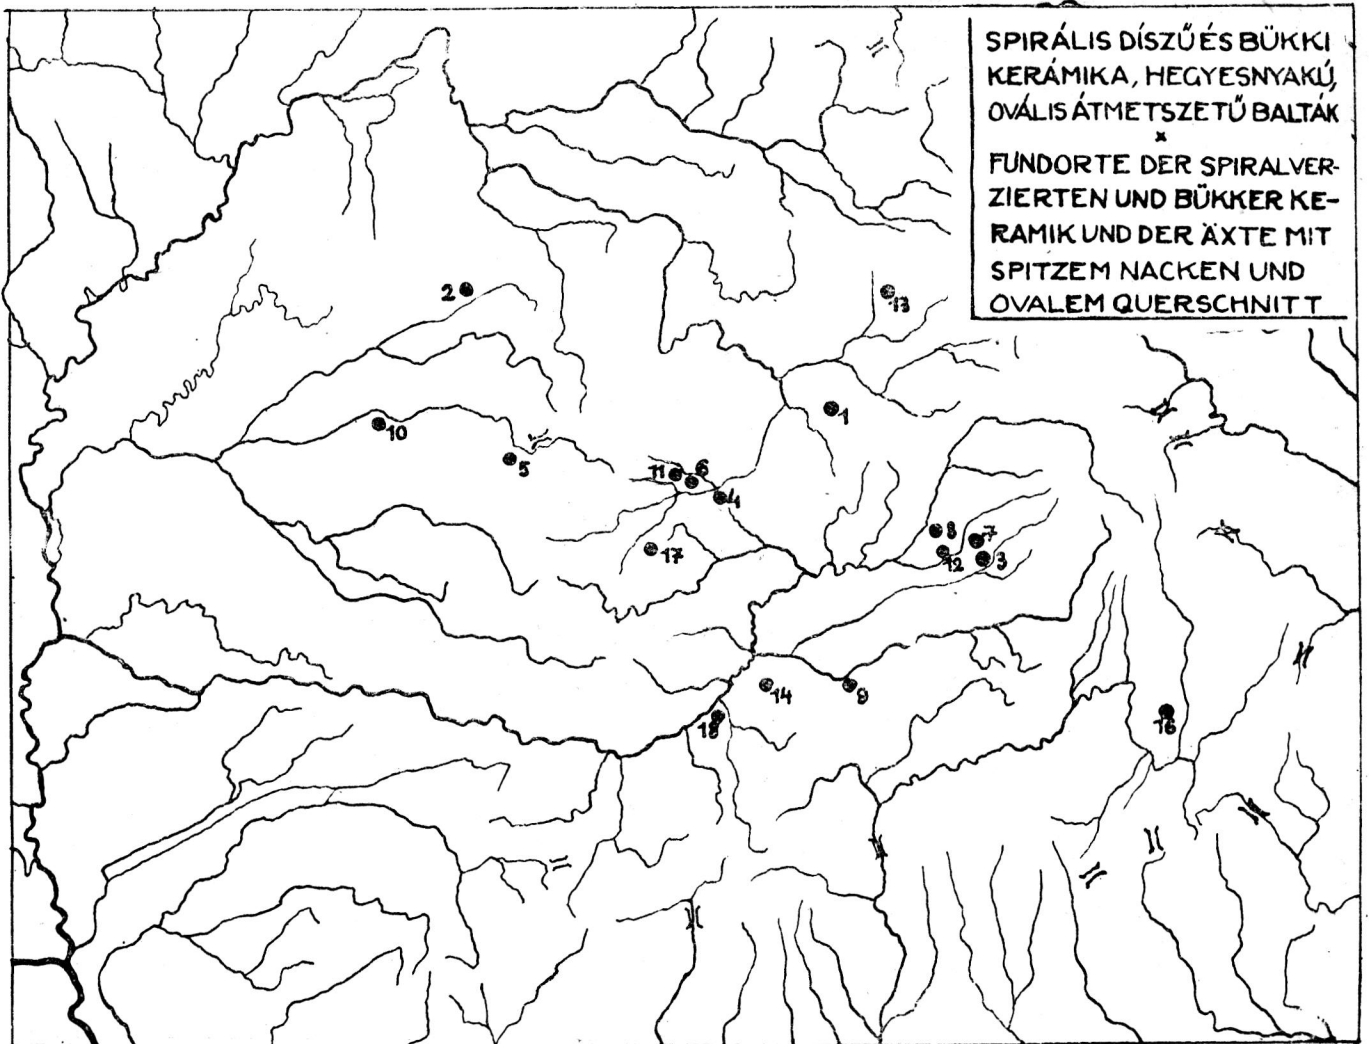 SPIRÁLIS DÍSZŰ ÉS BÜKKI
KERÁMIKA, HEGYESNYAKÚ,
OVÁLIS ÁTMETSZETŰ BALTÁK
x
FUNDORTE DER SPIRALVER-
ZIERTEN UND BÜKKER KE-
RAMIK UND DER ÄXTE MIT
SPITZEM NACKEN UND
OVALEM QUERSCHNITT
2
13
1
10
5
11
6
4
8
7
12
3
17
14
9
16